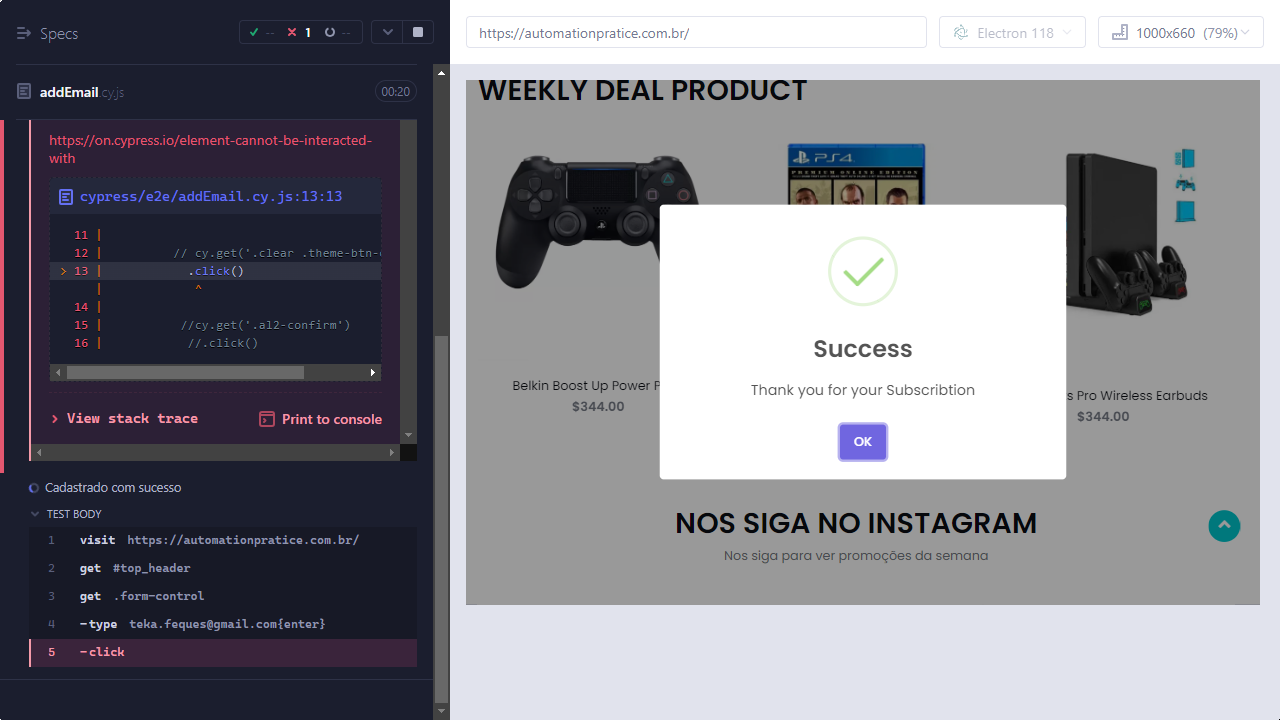 Specs
-- 1 --
https://automationpratice.com.br/
Electron 118
1000x660 (79%)
addEmail.cy.js
00:20
https://on.cypress.io/element-cannot-be-interacted-
with
cypress/e2e/addEmail.cy.js:13:13
11 |
12 | // cy.get('.clear .theme-btn-
> 13 | .click()
| ^
14 |
15 | //cy.get('.al2-confirm')
16 | //.click()
> View stack trace
Print to console
Cadastrado com sucesso
TEST BODY
1 visit https://automationpratice.com.br/
2 get #top_header
3 get .form-control
4 -type teka.feques@gmail.com{enter}
5 -click
WEEKLY DEAL PRODUCT
PS4
PREMIUM ONLINE EDITION
Success
Thank you for your Subscribtion
OK
Belkin Boost Up Power P
$344.00
s Pro Wireless Earbuds
$344.00
NOS SIGA NO INSTAGRAM
Nos siga para ver promoções da semana